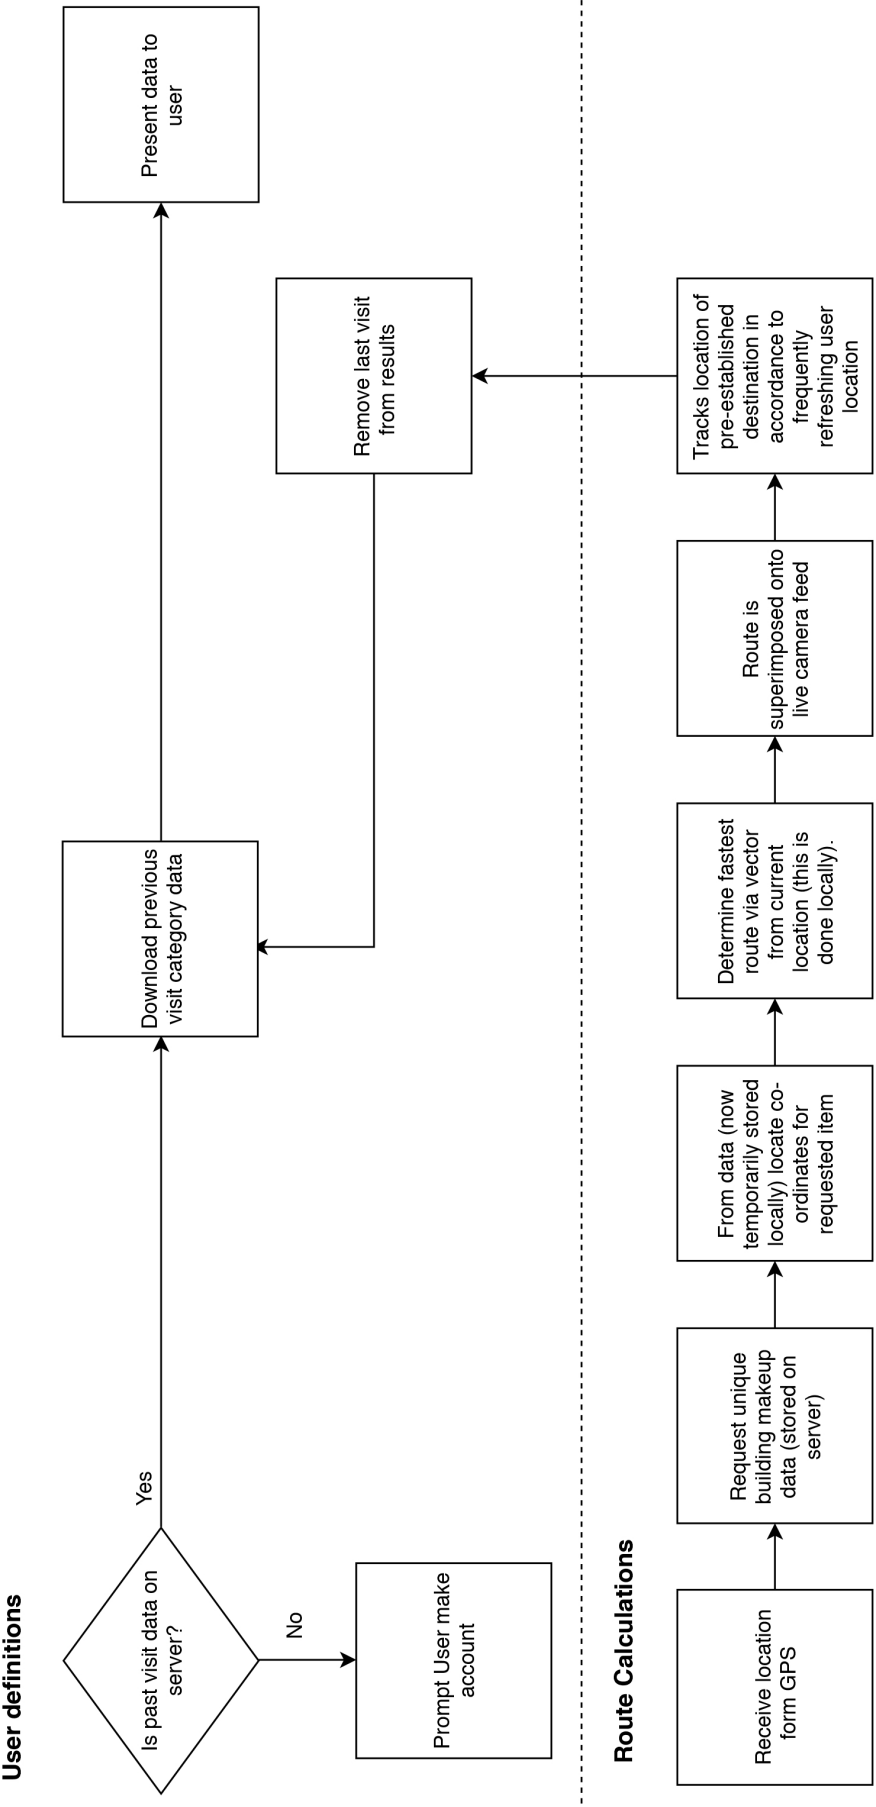 User definitions
Is past visit data on
server?
Yes
No
Prompt User make
account
Download previous
visit category data
Remove last visit
from results
Present data to
user
Route Calculations
Receive location
form GPS
Request unique
building makeup
data (stored on
server)
From data (now
temporarily stored
locally) locate co-
ordinates for
requested item
Determine fastest
route via vector
from current
location (this is
done locally).
Route is
superimposed onto
live camera feed
Tracks location of
pre-established
destination in
accordance to
frequently
refreshing user
location